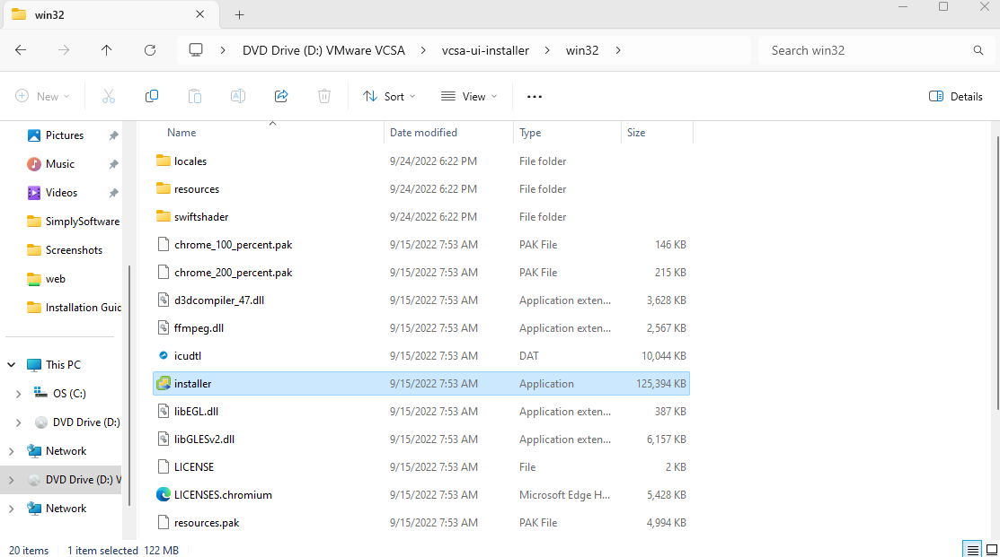 win32
DVD Drive (D:) VMware VCSA > vcsa-ui-installer > win32 >
Search win32
New
Sort
View
Details
Pictures
Music
Videos
SimplySoftware
Screenshots
web
Installation Guid
This PC
OS (C:)
DVD Drive (D:)
Network
DVD Drive (D:) V
Network
Name Date modified Type Size
locales 9/24/2022 6:22 PM File folder
resources 9/24/2022 6:22 PM File folder
swiftshader 9/24/2022 6:22 PM File folder
chrome_100_percent.pak 9/15/2022 7:53 AM PAK File 146 KB
chrome_200_percent.pak 9/15/2022 7:53 AM PAK File 215 KB
d3dcompiler_47.dll 9/15/2022 7:53 AM Application exten... 3,628 KB
ffmpeg.dll 9/15/2022 7:53 AM Application exten... 2,567 KB
icudtl 9/15/2022 7:53 AM DAT 10,044 KB
installer 9/15/2022 7:53 AM Application 125,394 KB
libEGL.dll 9/15/2022 7:53 AM Application exten... 387 KB
libGLESv2.dll 9/15/2022 7:53 AM Application exten... 6,157 KB
LICENSE 9/15/2022 7:53 AM File 2 KB
LICENSES.chromium 9/15/2022 7:53 AM Microsoft Edge H... 5,428 KB
resources.pak 9/15/2022 7:53 AM PAK File 4,994 KB
20 items 1 item selected 122 MB